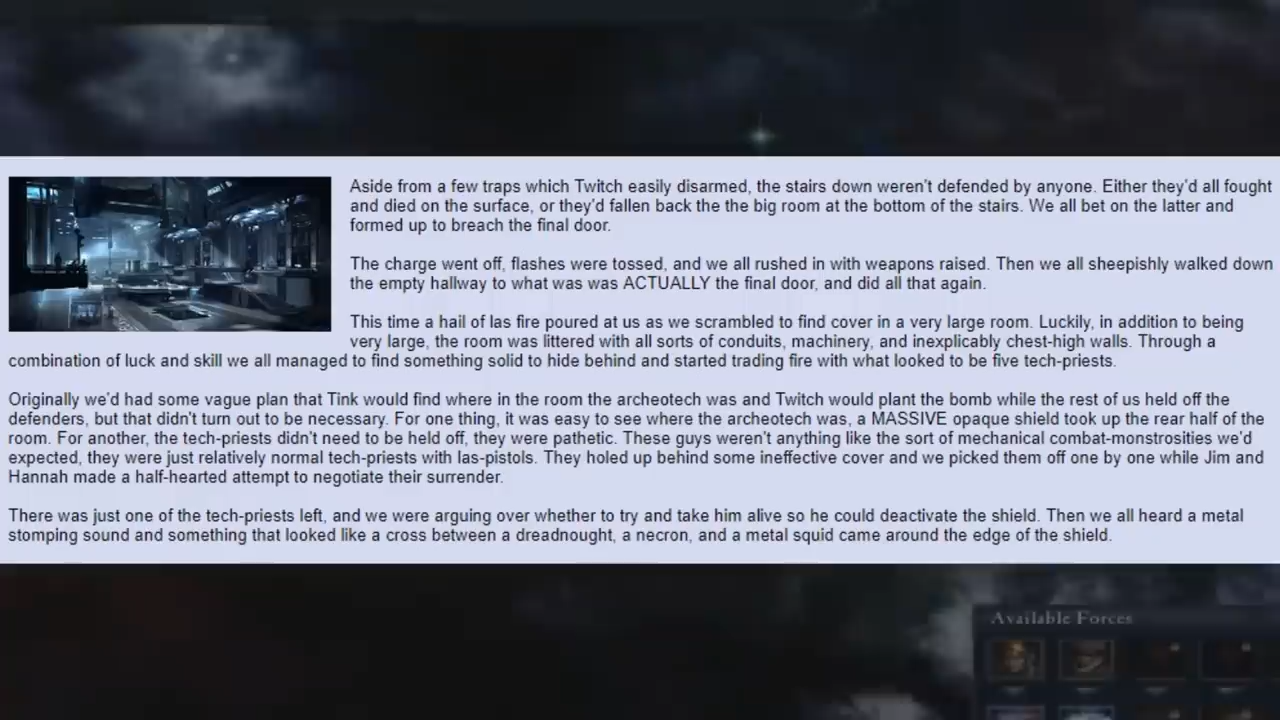 Aside from a few traps which Twitch easily disarmed, the stairs down weren't defended by anyone. Either they'd all fought
and died on the surface, or they'd fallen back the the big room at the bottom of the stairs. We all bet on the latter and
formed up to breach the final door.
The charge went off, flashes were tossed, and we all rushed in with weapons raised. Then we all sheepishly walked down
the empty hallway to what was was ACTUALLY the final door, and did all that again.
This time a hail of las fire poured at us as we scrambled to find cover in a very large room. Luckily, in addition to being
very large, the room was littered with all sorts of conduits, machinery, and inexplicably chest-high walls. Through a
combination of luck and skill we all managed to find something solid to hide behind and started trading fire with what looked to be five tech-priests.
Originally we'd had some vague plan that Tink would find where in the room the archeotech was and Twitch would plant the bomb while the rest of us held off the
defenders, but that didn't turn out to be necessary. For one thing, it was easy to see where the archeotech was, a MASSIVE opaque shield took up the rear half of the
room. For another, the tech-priests didn't need to be held off, they were pathetic. These guys weren't anything like the sort of mechanical combat-monstrosities we'd
expected, they were just relatively normal tech-priests with las-pistols. They holed up behind some ineffective cover and we picked them off one by one while Jim and
Hannah made a half-hearted attempt to negotiate their surrender.
There was just one of the tech-priests left, and we were arguing over whether to try and take him alive so he could deactivate the shield. Then we all heard a metal
stomping sound and something that looked like a cross between a dreadnought, a necron, and a metal squid came around the edge of the shield.
Available Forces